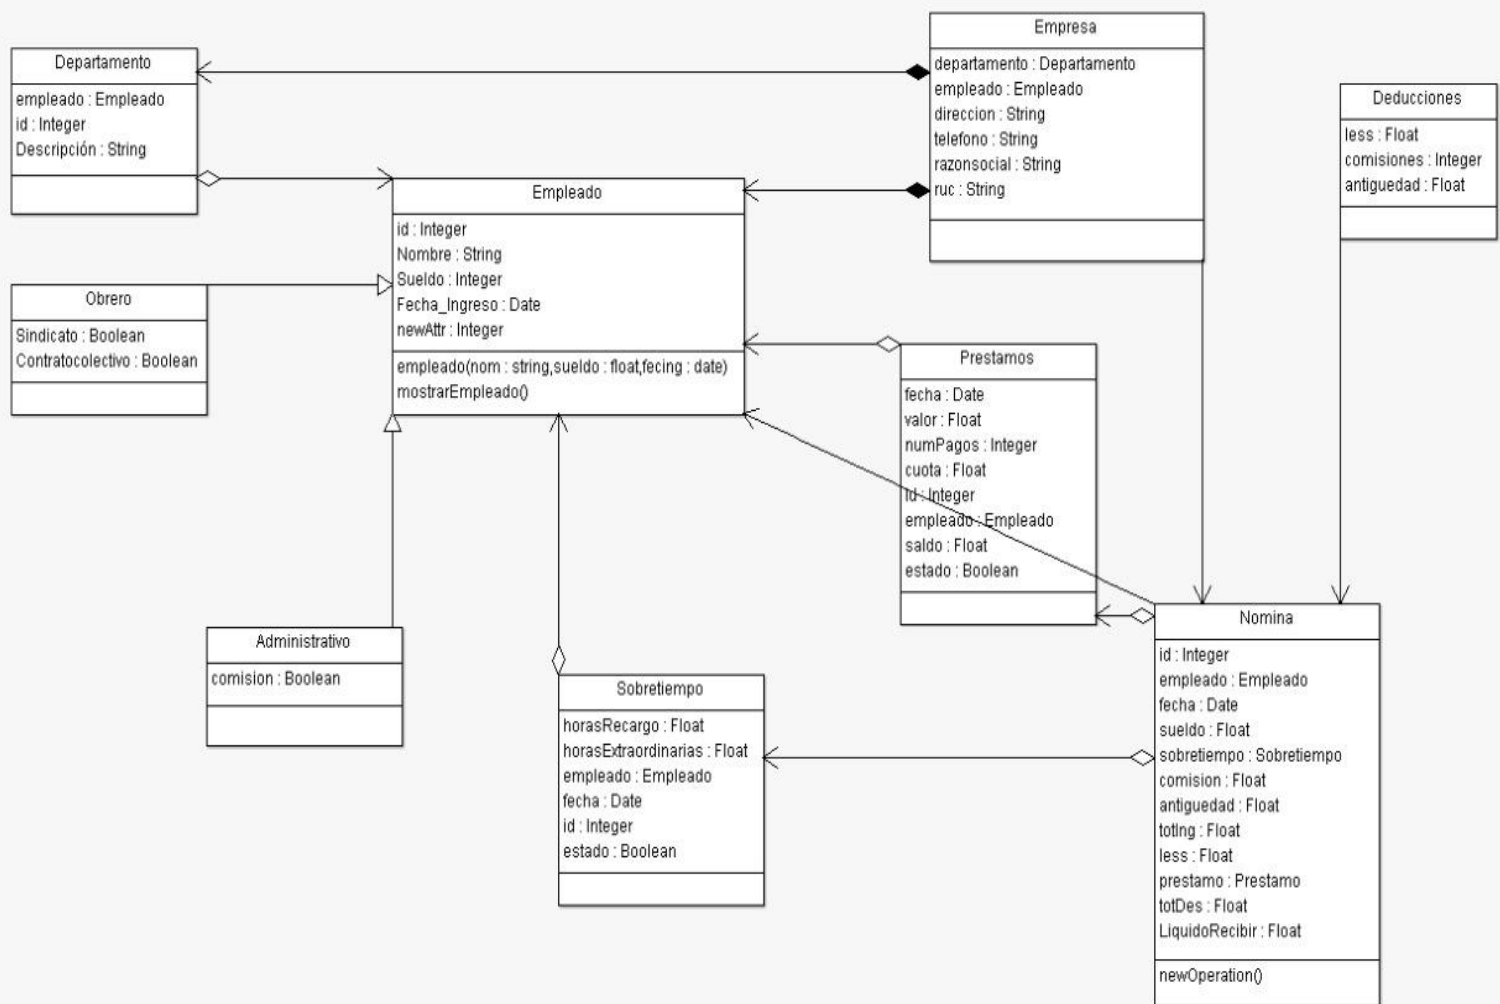 Departamento
empleado : Empleado
id : Integer
Descripción : String
Empresa
departamento : Departamento
empleado : Empleado
direccion : String
telefono : String
razonsocial : String
ruc : String
Deducciones
less : Float
comisiones : Integer
antiguedad : Float
Empleado
id : Integer
Nombre : String
Sueldo : Integer
Fecha_Ingreso : Date
newAttr : Integer
empleado(nom : string,sueldo : float,fecing : date)
mostrarEmpleado()
Obrero
Sindicato : Boolean
Contratocolectivo : Boolean
Prestamos
fecha : Date
valor : Float
numPagos : Integer
cuota : Float
id : Integer
empleado : Empleado
saldo : Float
estado : Boolean
Administrativo
comision : Boolean
Sobretiempo
horasRecargo : Float
horasExtraordinarias : Float
empleado : Empleado
fecha : Date
id : Integer
estado : Boolean
Nomina
id : Integer
empleado : Empleado
fecha : Date
sueldo : Float
sobretiempo : Sobretiempo
comision : Float
antiguedad : Float
totIng : Float
less : Float
prestamo : Prestamo
totDes : Float
LiquidoRecibir : Float
newOperation()